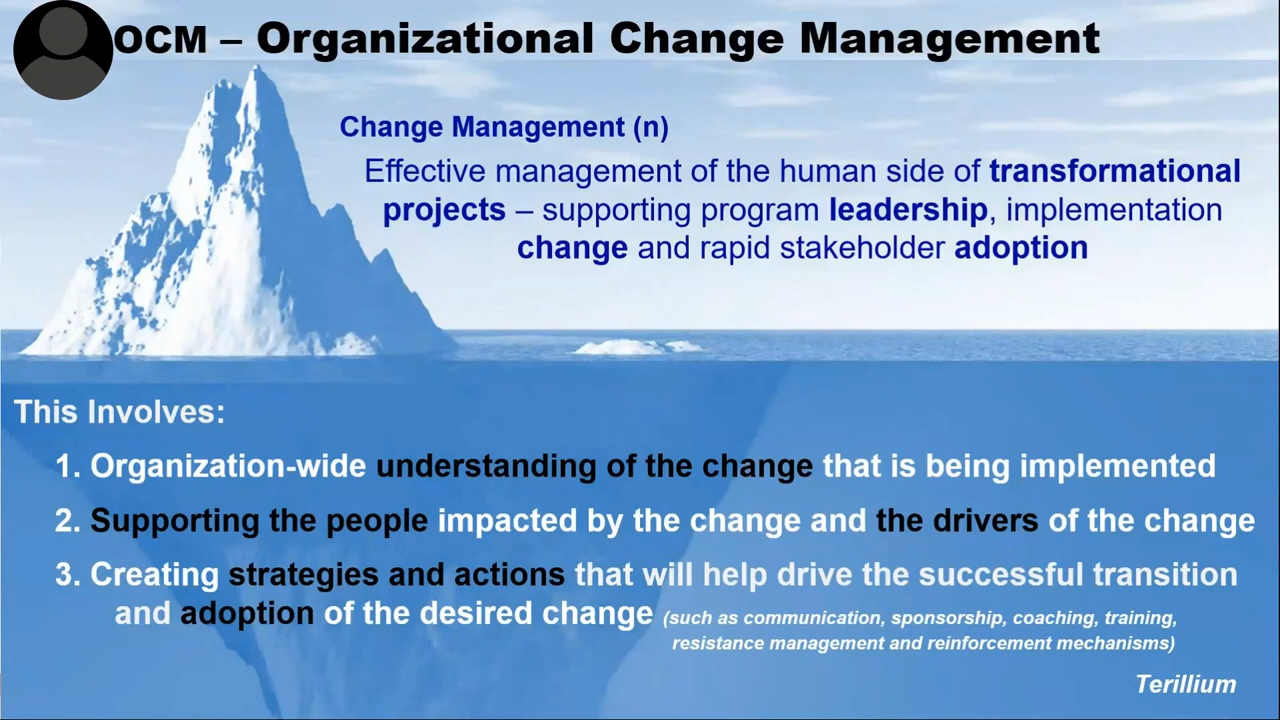 OCM – Organizational Change Management
Change Management (n)
Effective management of the human side of transformational
projects – supporting program leadership, implementation
change and rapid stakeholder adoption
This Involves:
1. Organization-wide understanding of the change that is being implemented
2. Supporting the people impacted by the change and the drivers of the change
3. Creating strategies and actions that will help drive the successful transition
and adoption of the desired change (such as communication, sponsorship, coaching, training,
resistance management and reinforcement mechanisms)
Terillium